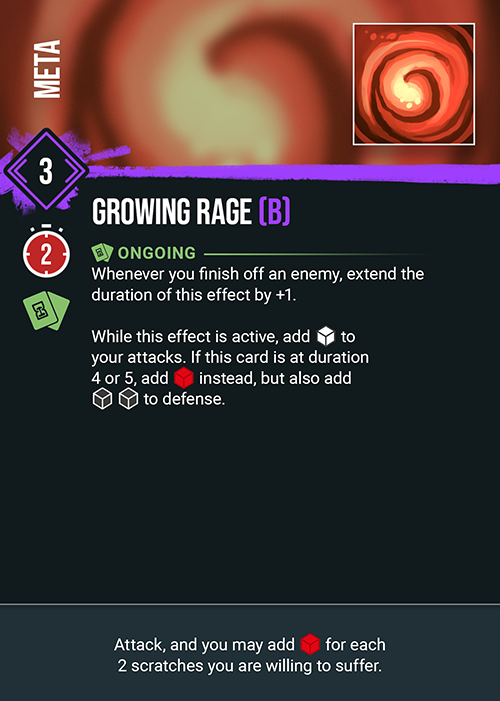 META
3
GROWING RAGE (B)
2
ONGOING
Whenever you finish off an enemy, extend the
duration of this effect by +1.
While this effect is active, add to
your attacks. If this card is at duration
4 or 5, add instead, but also add
to defense.
Attack, and you may add for each
2 scratches you are willing to suffer.